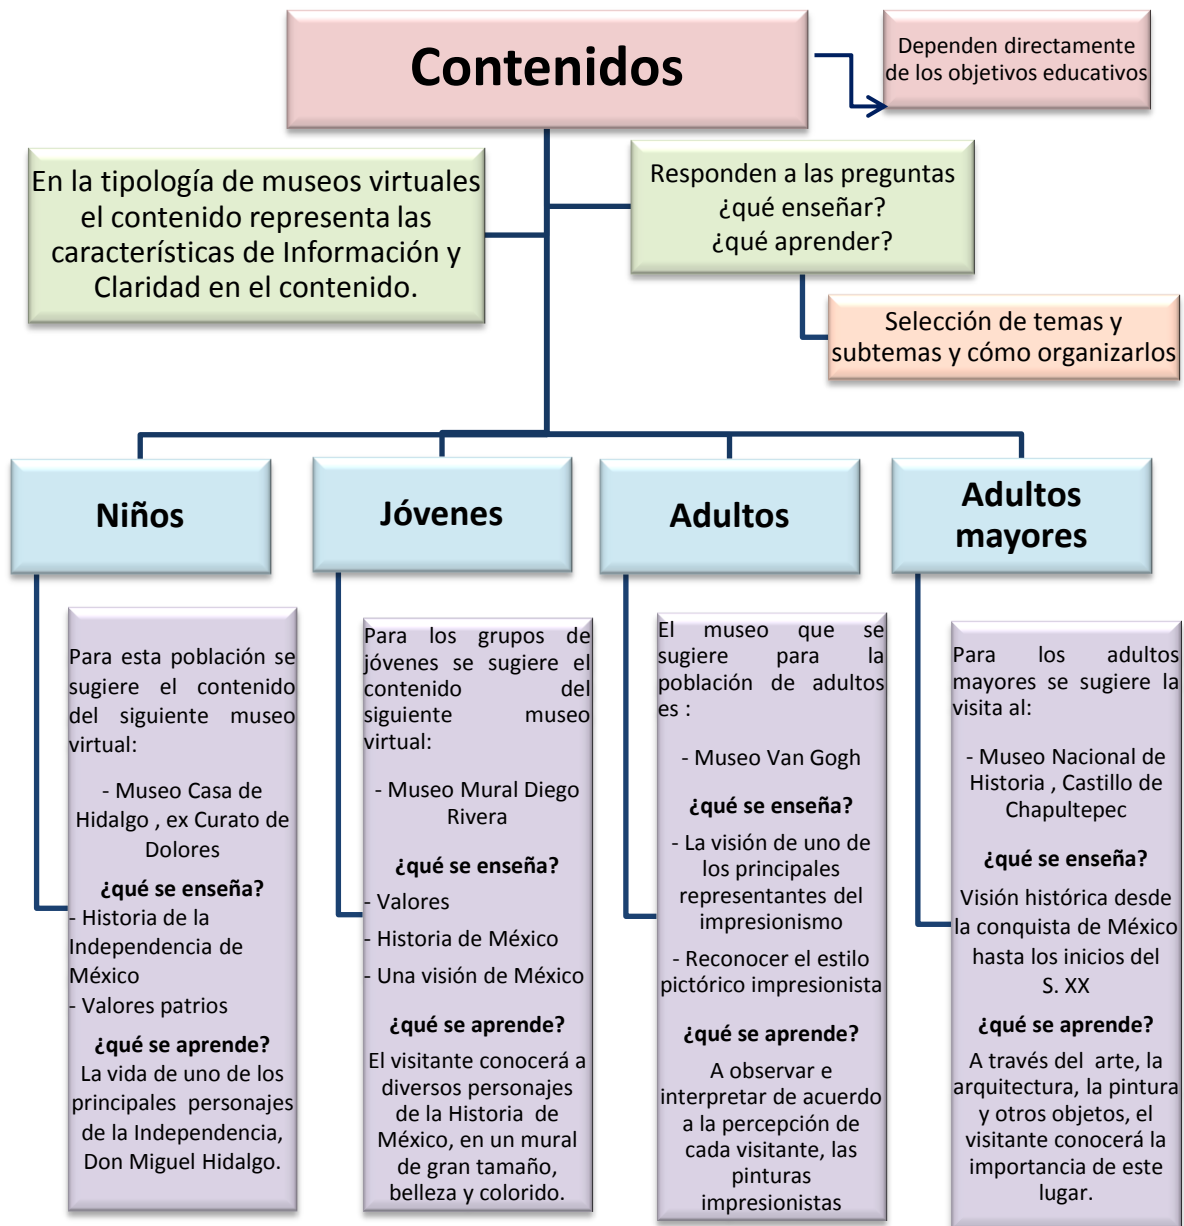 Contenidos
Dependen directamente
de los objetivos educativos
En la tipología de museos virtuales
el contenido representa las
características de Información y
Claridad en el contenido.
Responden a las preguntas
¿qué enseñar?
¿qué aprender?
Selección de temas y
subtemas y cómo organizarlos
Niños
Para esta población se
sugiere el contenido
del siguiente museo
virtual:
- Museo Casa de
Hidalgo , ex Curato de
Dolores
¿qué se enseña?
- Historia de la
Independencia de
México
- Valores patrios
¿qué se aprende?
La vida de uno de los
principales personajes
de la Independencia,
Don Miguel Hidalgo.
Jóvenes
Para los grupos de
jóvenes se sugiere el
contenido del
siguiente museo
virtual:
- Museo Mural Diego
Rivera
¿qué se enseña?
- Valores
- Historia de México
- Una visión de México
¿qué se aprende?
El visitante conocerá a
diversos personajes
de la Historia de
México, en un mural
de gran tamaño,
belleza y colorido.
Adultos
El museo que se
sugiere para la
población de adultos
es :
- Museo Van Gogh
¿qué se enseña?
- La visión de uno de
los principales
representantes del
impresionismo
- Reconocer el estilo
pictórico impresionista
¿qué se aprende?
A observar e
interpretar de acuerdo
a la percepción de
cada visitante, las
pinturas
impresionistas
Adultos
mayores
Para los adultos
mayores se sugiere la
visita al:
- Museo Nacional de
Historia , Castillo de
Chapultepec
¿qué se enseña?
Visión histórica desde
la conquista de México
hasta los inicios del
S. XX
¿qué se aprende?
A través del arte, la
arquitectura, la pintura
y otros objetos, el
visitante conocerá la
importancia de este
lugar.